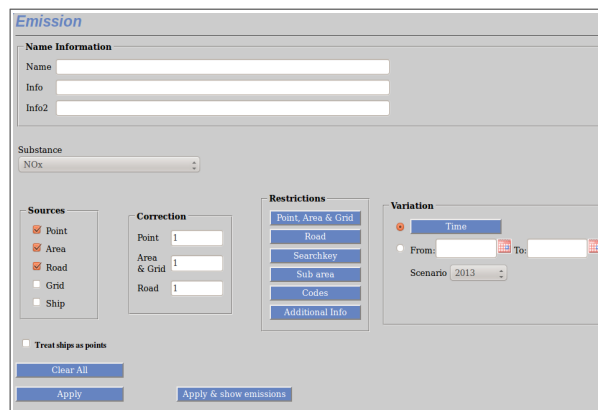 Emission
Name Information
Name
Info
Info2
Substance
NOx
Sources
Point
Area
Road
Grid
Ship
Correction
Point 1
Area & Grid 1
Road 1
Restrictions
Point, Area & Grid
Road
Searchkey
Sub area
Codes
Additional Info
Variation
Time
From: To:
Scenario 2013
Treat ships as points
Clear All
Apply
Apply & show emissions